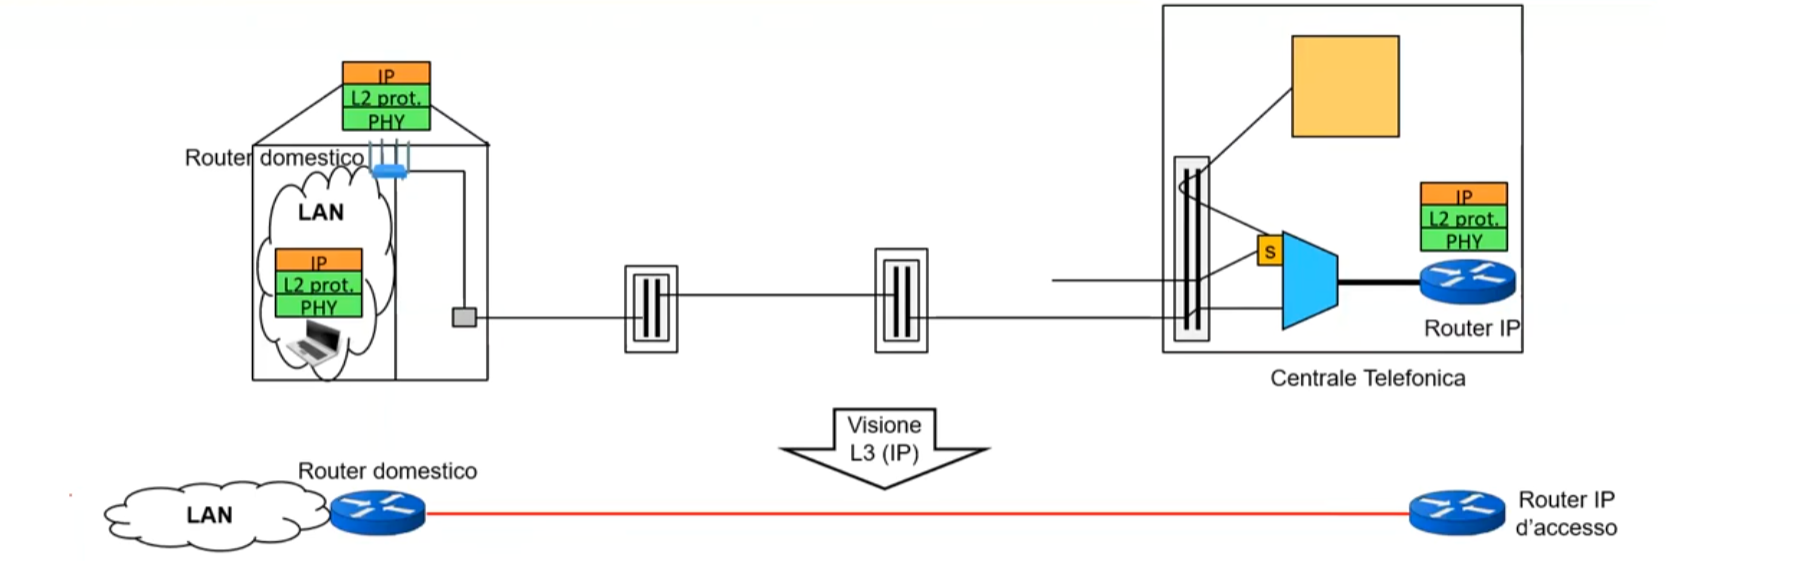 IP
L2 prot.
PHY
Router domestico
LAN
IP
L2 prot.
PHY
IP
L2 prot.
PHY
S
Router IP
Centrale Telefonica
Visione
L3 (IP)
Router domestico
LAN
Router IP
d'accesso